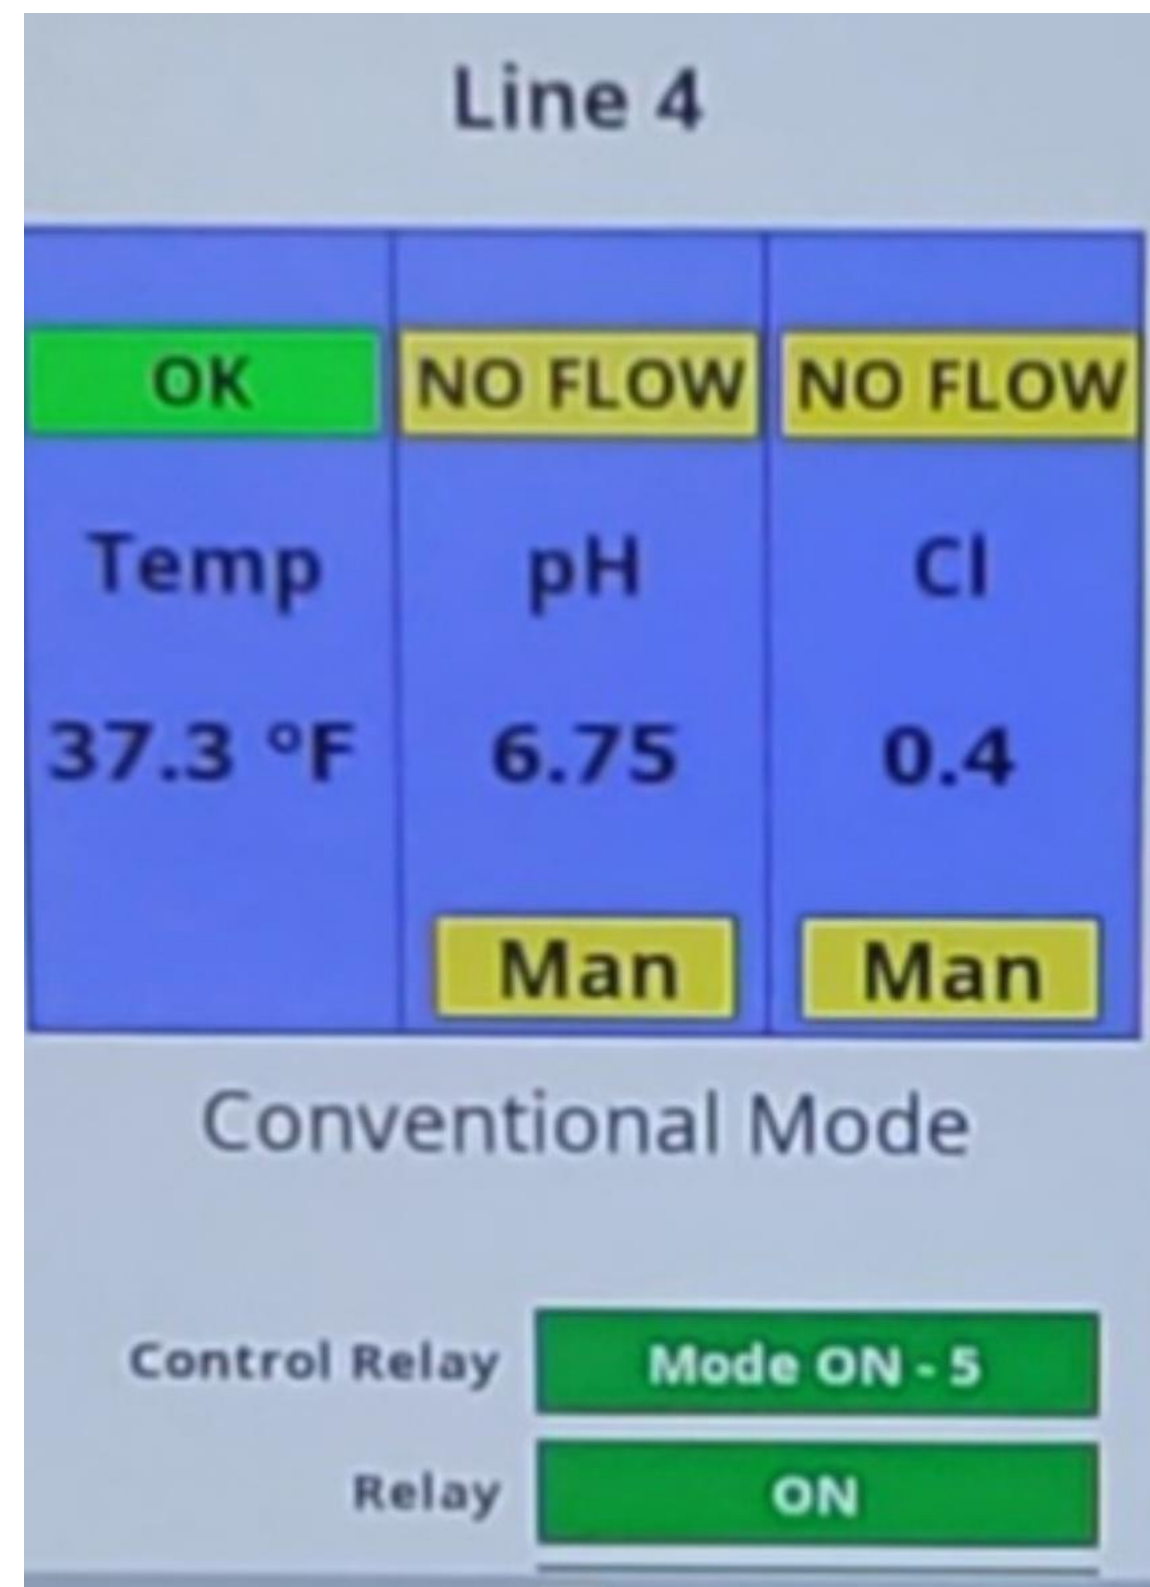 Line 4
OK NO FLOW NO FLOW
Temp pH Cl
37.3 ºF 6.75 0.4
Man Man
Conventional Mode
Control Relay Mode ON - 5
Relay ON